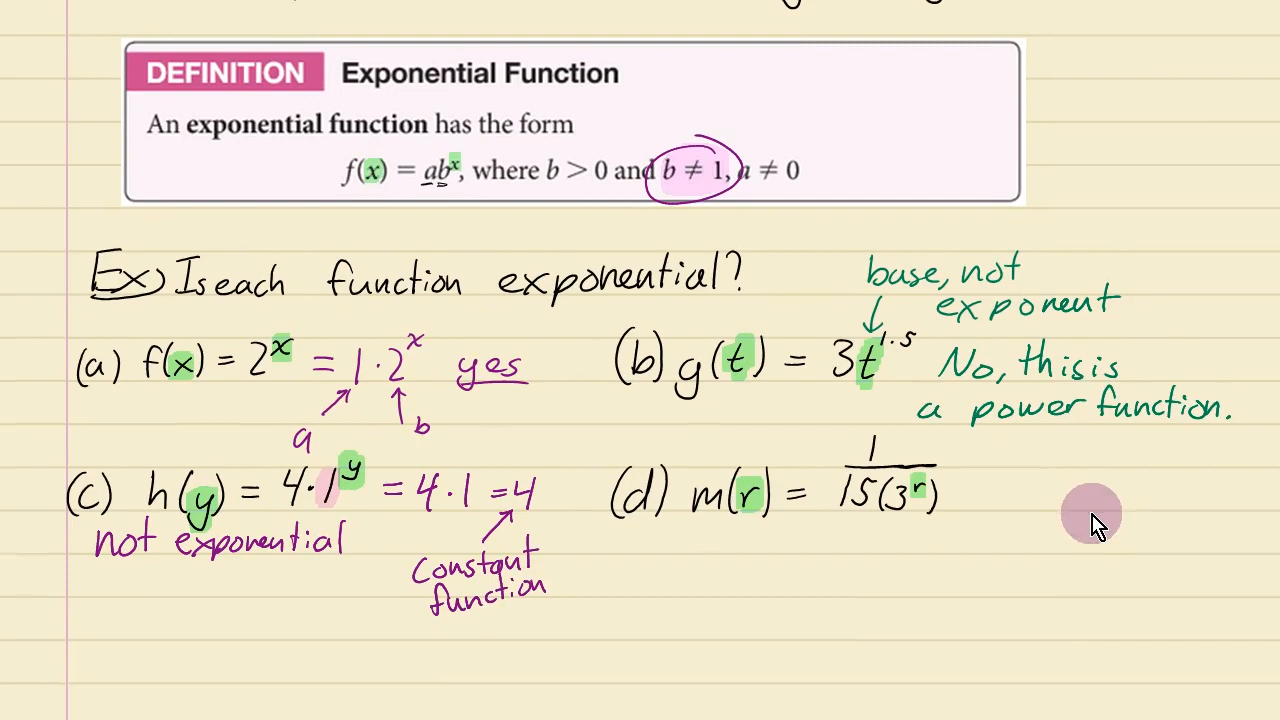 DEFINITION Exponential Function
An exponential function has the form
f(x) = ab^x, where b > 0 and b ≠ 1, a ≠ 0
Ex) Is each function exponential?
base, not
exponent
(a) f(x) = 2^x = 1 · 2^x yes
a
b
(b) g(t) = 3t^1.5
No, this is
a power function.
(c) h(y) = 4 · 1^y = 4 · 1 = 4
not exponential
Constant
function
(d) m(r) = 1/15(3^r)